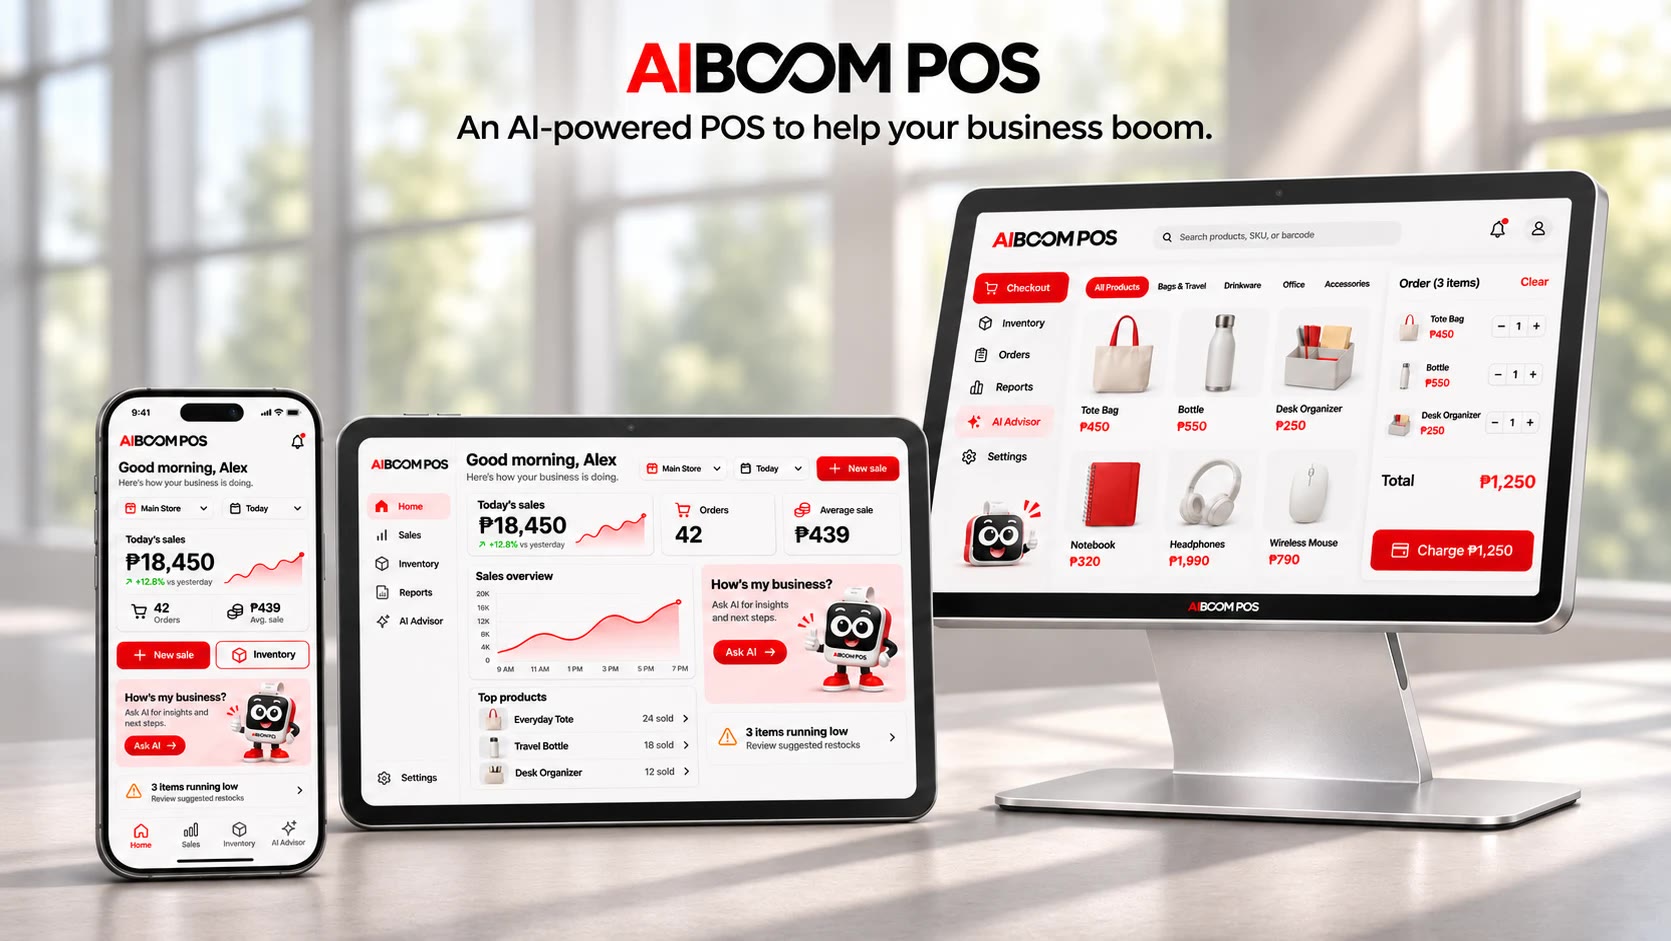 AIBOOM POS
An AI-powered POS to help your business boom.
9:41
AIBOOM POS
Good morning, Alex
Here's how your business is doing.
Main Store
Today
Today's sales
₱18,450
+12.8% vs yesterday
42
Orders
₱439
Avg. sale
New sale
Inventory
How's my business?
Ask AI for insights and
next steps.
Ask AI
AIBOOM POS
3 items running low
Review suggested restocks
Home
Sales
Inventory
AI Advisor
AIBOOM POS
Home
Sales
Inventory
Reports
AI Advisor
Settings
Good morning, Alex
Here's how your business is doing.
Main Store
Today
New sale
Today's sales
₱18,450
+12.8% vs yesterday
Orders
42
Average sale
₱439
Sales overview
20K
16K
12K
8K
4K
0
9 AM 11 AM 1 PM 3 PM 5 PM 7 PM
How's my business?
Ask AI for insights
and next steps.
Ask AI
AIBOOM POS
Top products
Everyday Tote 24 sold
Travel Bottle 18 sold
Desk Organizer 12 sold
3 items running low
Review suggested restocks
AIBOOM POS
Search products, SKU, or barcode
Checkout
Inventory
Orders
Reports
AI Advisor
Settings
All Products Bags & Travel Drinkware Office Accessories
Tote Bag
₱450
Bottle
₱550
Desk Organizer
₱250
Notebook
₱320
Headphones
₱1,990
Wireless Mouse
₱790
Order (3 items) Clear
Tote Bag
₱450
1
Bottle
₱550
1
Desk Organizer
₱250
1
Total ₱1,250
Charge ₱1,250
AIBOOM POS